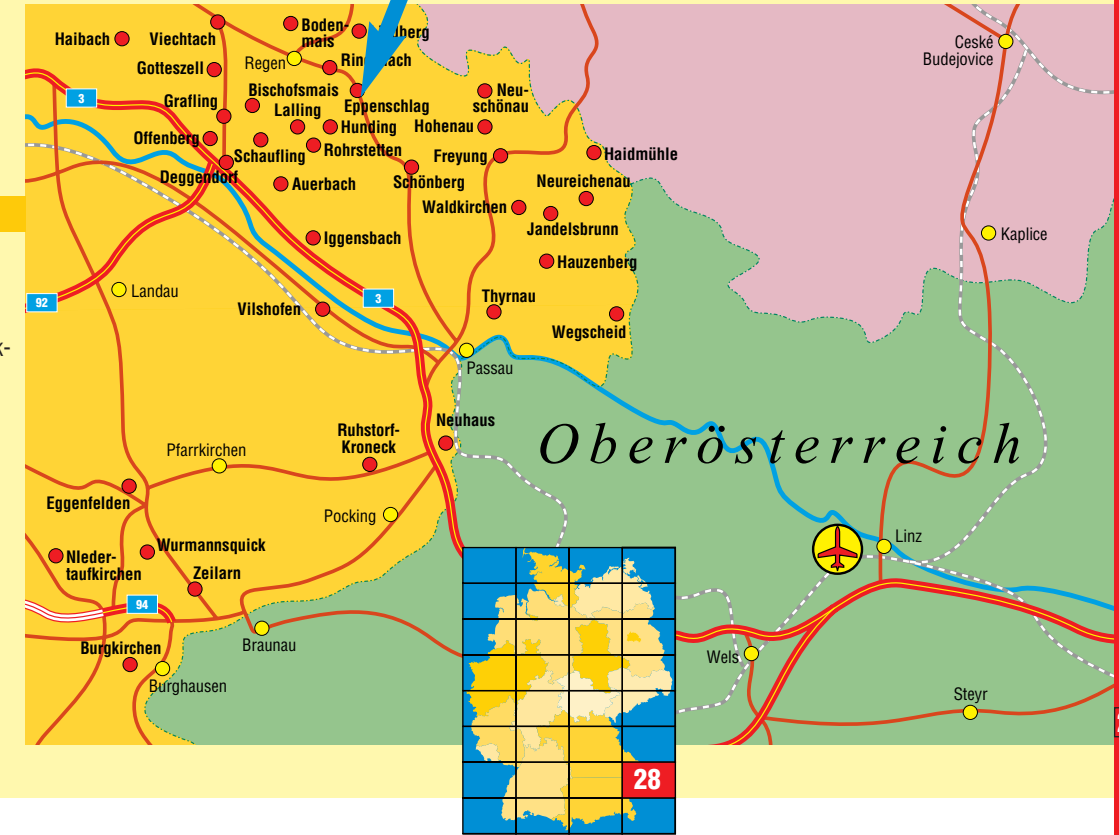 Haibach
Viechtach
Boden-
mais
Gotteszell
Regen
Bischofsmais
Grafling
Lalling
Eppenschlag
Neu-
schönau
Hunding
Hohenau
Offenberg
Schaufling
Rohrstetten
Freyung
Haidmühle
Deggendorf
Auerbach
Schönberg
Neureichenau
Waldkirchen
Jandelsbrunn
Iggensbach
Hauzenberg
Landau
Vilshofen
Thyrnau
Wegscheid
Passau
3
92
3
k-
Ceské
Budejovice
Kaplice
Oberösterreich
Neuhaus
Ruhstorf-
Kroneck
Pfarrkirchen
Eggenfelden
Pocking
NIeder-
taufkirchen
Wurmannsquick
Zeilarn
94
Burgkirchen
Burghausen
Braunau
Linz
Wels
Steyr
28